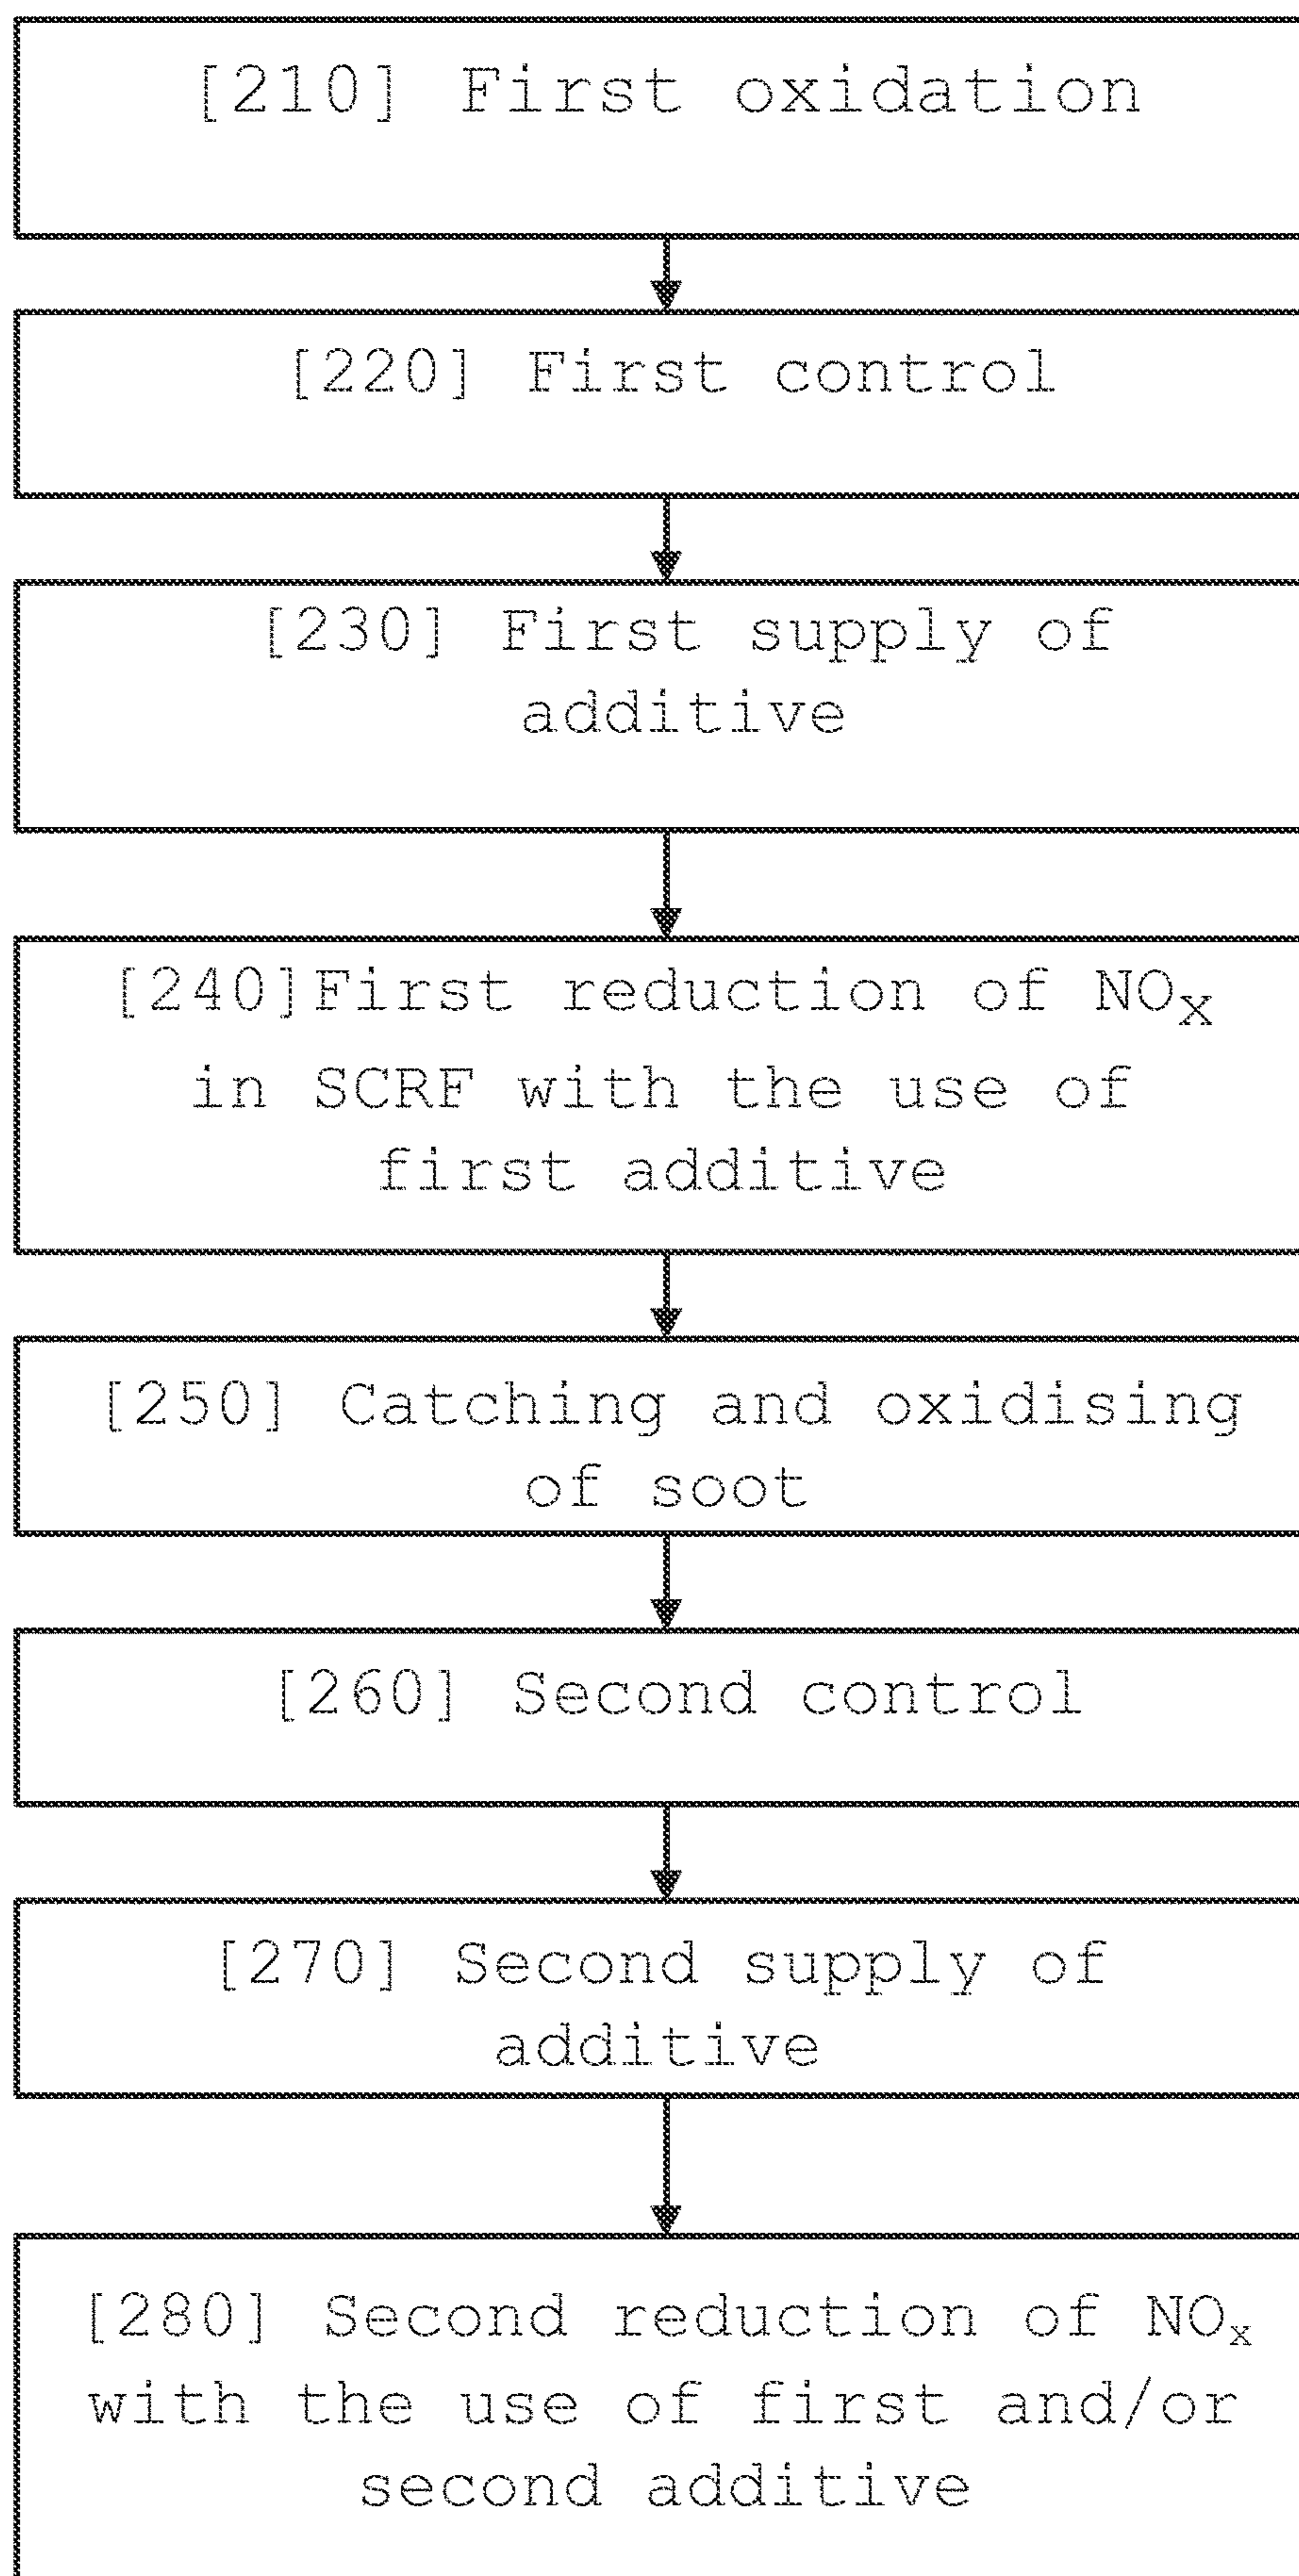 [210] First oxidation
[220] First control
[230] First supply of
additive
[240]First reduction of NOx
in SCRF with the use of
first additive
[250] Catching and oxidising
of soot
[260] Second control
[270] Second supply of
additive
[280] Second reduction of NOx
with the use of first and/or
second additive